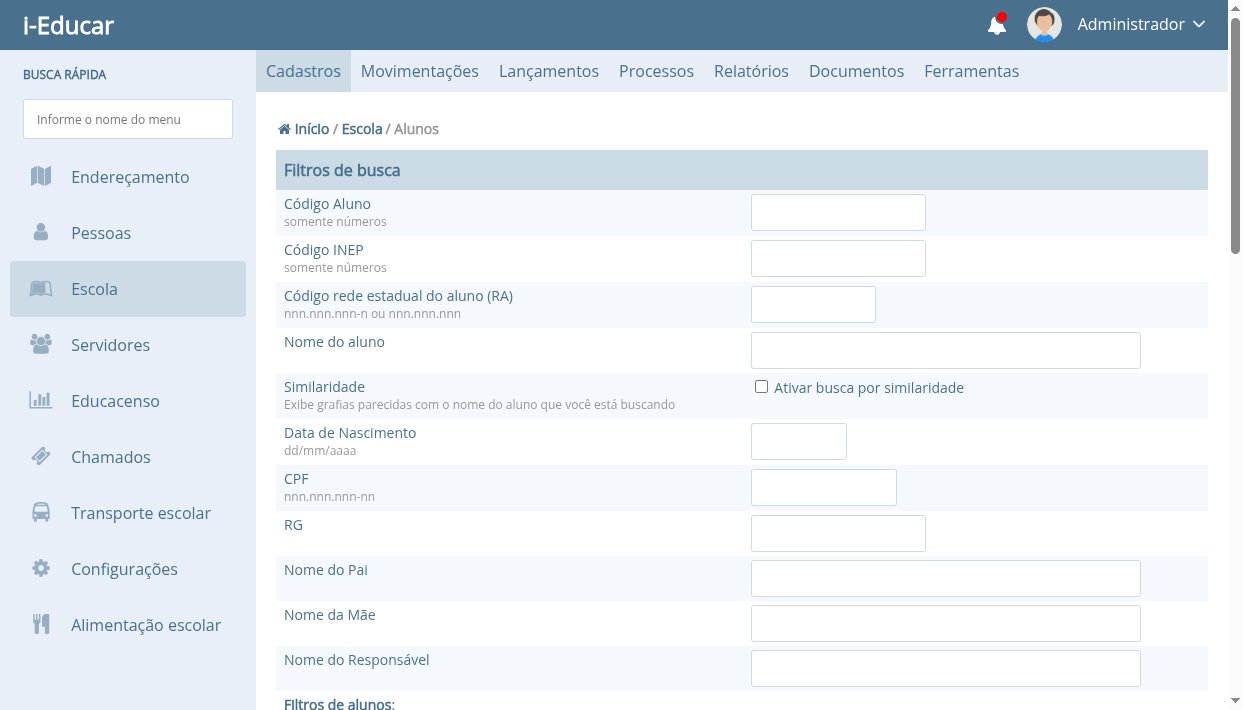 i-Educar
Administrador
BUSCA RÁPIDA
Informe o nome do menu
Endereçamento
Pessoas
Escola
Servidores
Educacenso
Chamados
Transporte escolar
Configurações
Alimentação escolar
Cadastros Movimentações Lançamentos Processos Relatórios Documentos Ferramentas
Início / Escola / Alunos
Filtros de busca
Código Aluno
somente números
Código INEP
somente números
Código rede estadual do aluno (RA)
nnn.nnn.nnn-n ou nnn.nnn.nnn
Nome do aluno
Similaridade
Exibe grafias parecidas com o nome do aluno que você está buscando
Ativar busca por similaridade
Data de Nascimento
dd/mm/aaaa
CPF
nnn.nnn.nnn-nn
RG
Nome do Pai
Nome da Mãe
Nome do Responsável
Filtros de alunos: